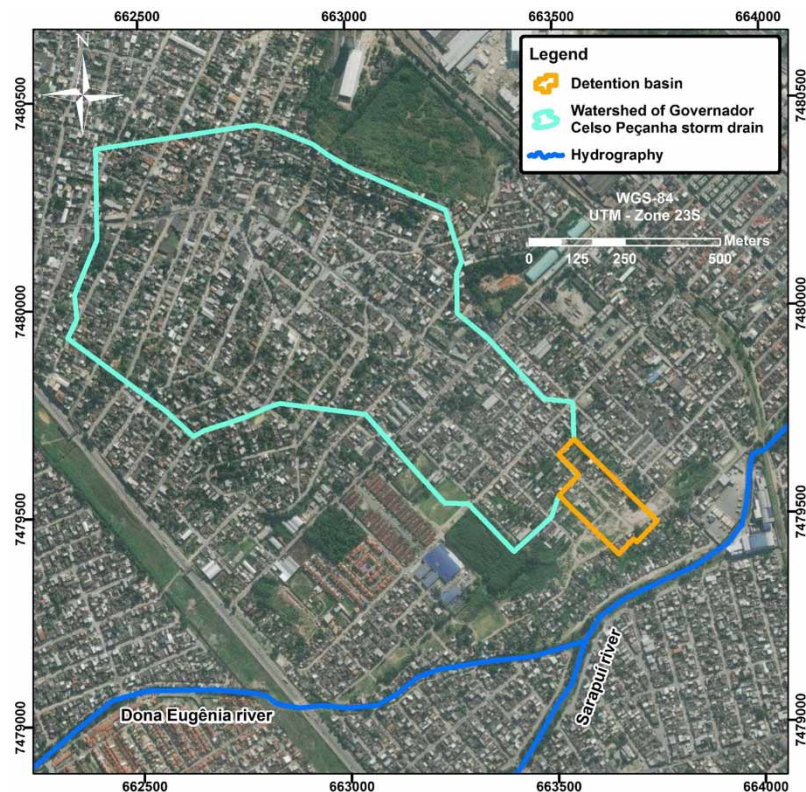 662500
663000
663500
664000
7480500
7480000
7479500
7479000
N
Legend
Detention basin
Watershed of Governador
Celso Peçanha storm drain
Hydrography
WGS-84
UTM - Zone 23S
Meters
0 125 250 500
7480500
7480000
7479500
7479000
Dona Eugênia river
Sarapuí river
662500
663000
663500
664000